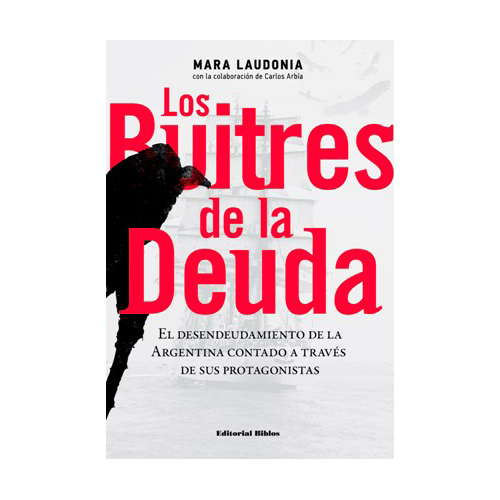 MARA LAUDONIA
con la colaboración de Carlos Arbía
Los
Buitres
de la
Deuda
EL DESENDEUDAMIENTO DE LA
ARGENTINA CONTADO A TRAVÉS
DE SUS PROTAGONISTAS
Editorial Biblos